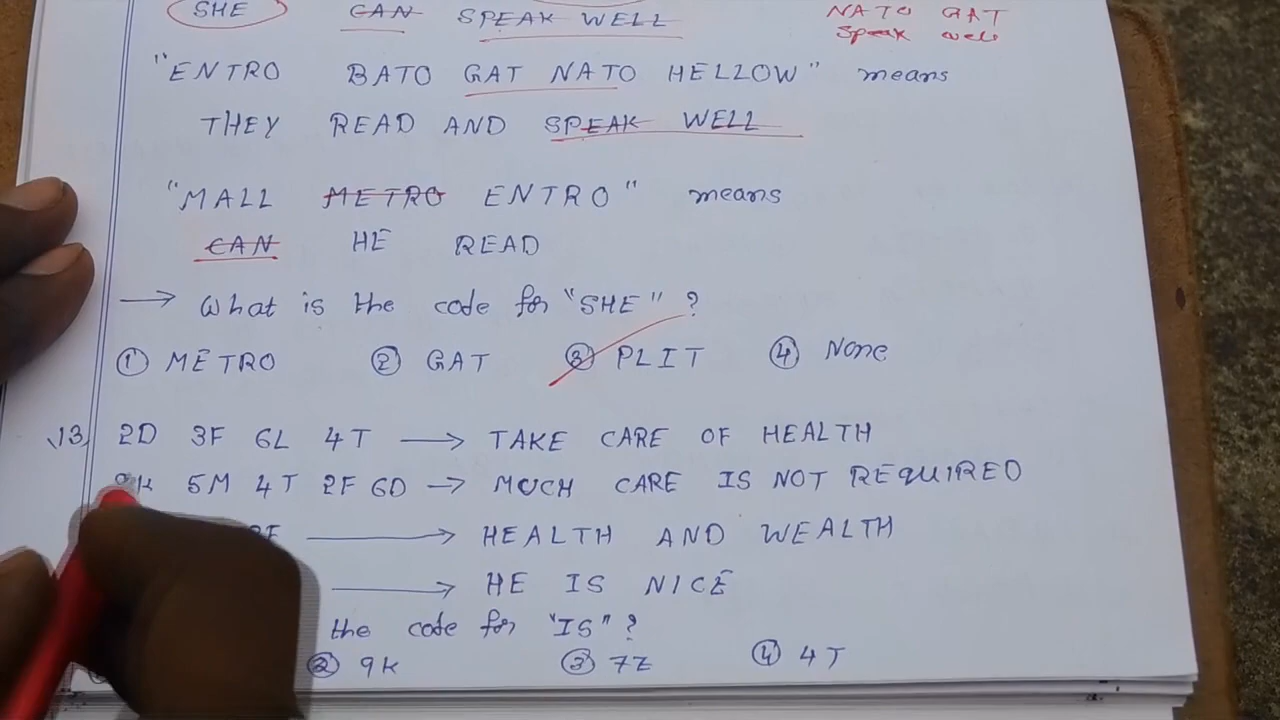 SHE CAN SPEAK WELL NATO GAT
Speak well
"ENTRO BATO GAT NATO HELLOW" means
THEY READ AND SPEAK WELL
"MALL METRO ENTRO" means
CAN HE READ
→ What is the code for "SHE" ?
① METRO ② GAT ③ PLIT ④ None
13 2D 3F 6L 4T → TAKE CARE OF HEALTH
9K 5M 4T 2F 6D → MUCH CARE IS NOT REQUIRED
→ HEALTH AND WEALTH
→ HE IS NICE
the code for "IS" ?
② 9K ③ 7Z ④ 4T